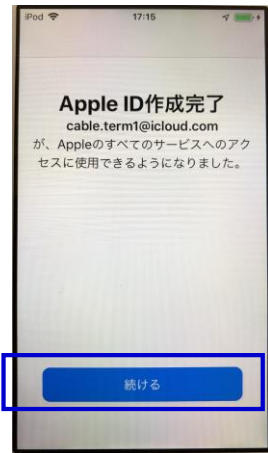 iPod 17:15
Apple ID作成完了
cable.term1@icloud.com
が、Appleのすべてのサービスへのアク
セスに使用できるようになりました。
続ける